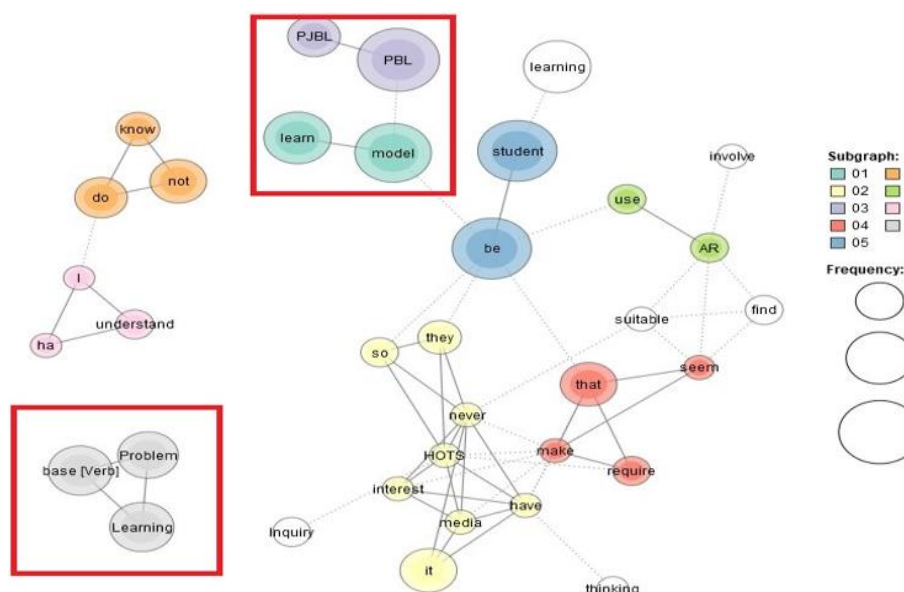 PJBL
PBL
learning
learn
model
student
know
do
not
involve
use
AR
be
I
understand
ha
suitable
find
so
they
that
seem
never
HOTS
make
require
interest
media
have
it
Inquiry
thinking
base [Verb]
Problem
Learning
Subgraph:
01
02
03
04
05
Frequency: